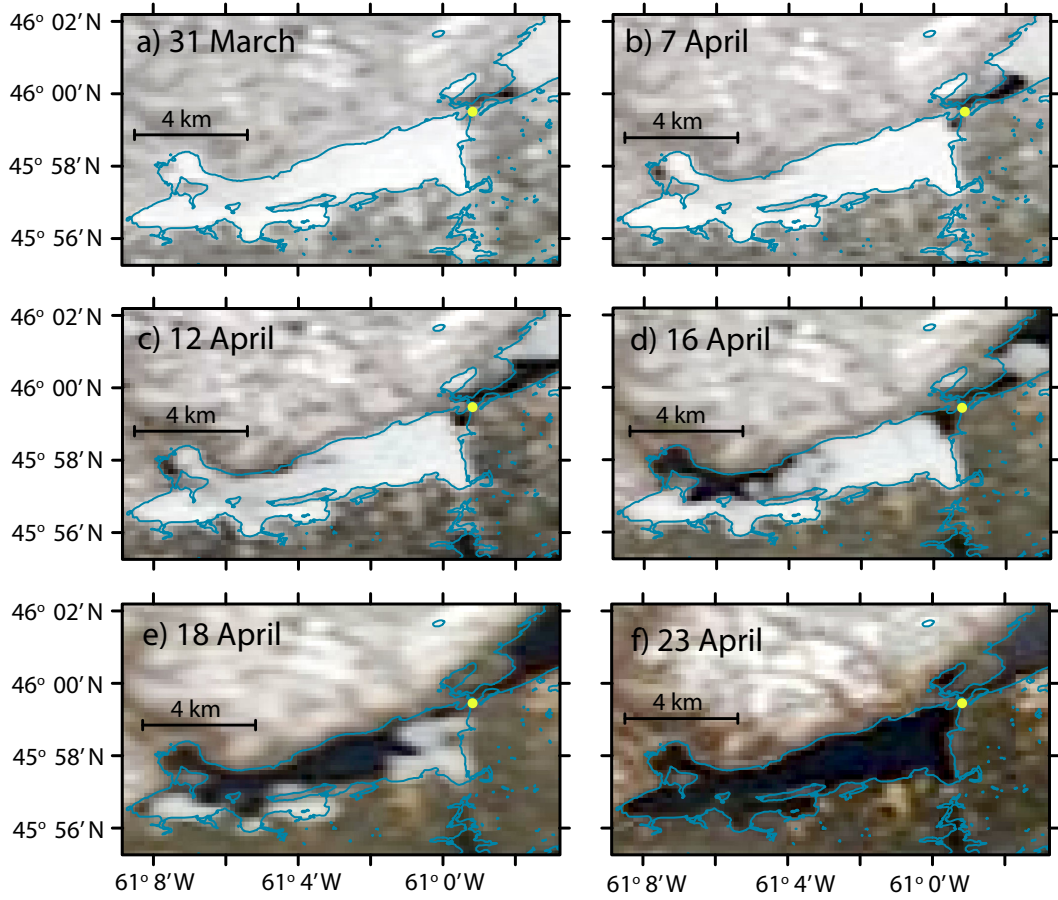 46° 02′ N
a) 31 March
b) 7 April
46° 00′ N
4 km
4 km
45° 58′ N
45° 56′ N
46° 02′ N
c) 12 April
d) 16 April
46° 00′ N
4 km
4 km
45° 58′ N
45° 56′ N
46° 02′ N
e) 18 April
f) 23 April
46° 00′ N
4 km
4 km
45° 58′ N
45° 56′ N
61° 8′W
61° 4′W
61° 0′W
61° 8′W
61° 4′W
61° 0′W